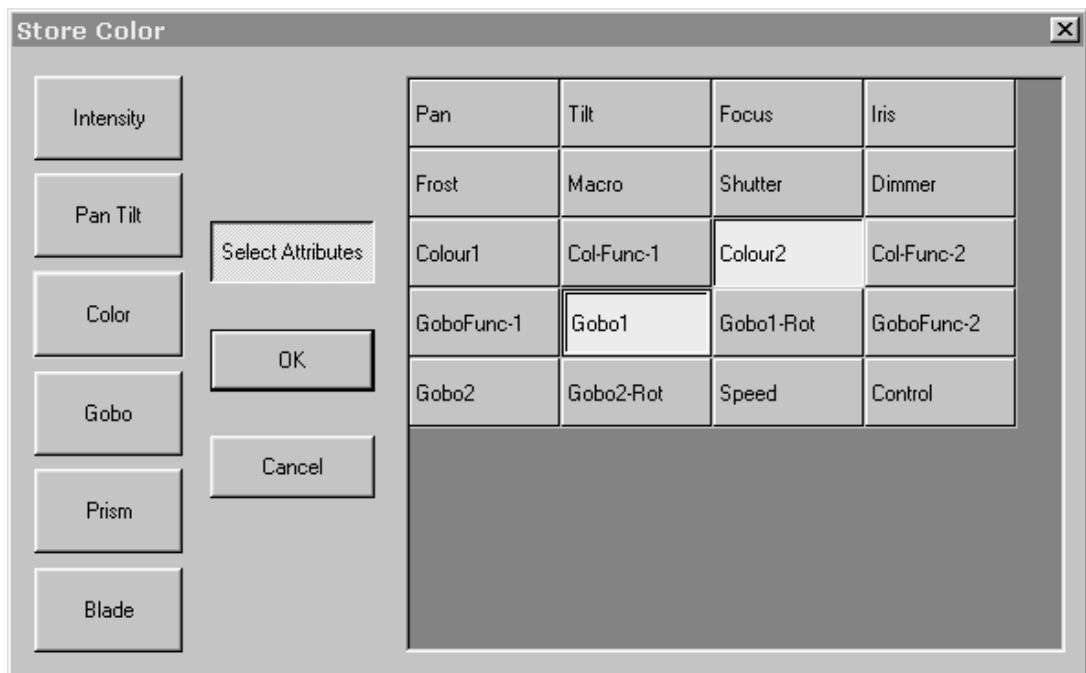 Store Color
Intensity
Pan Tilt
Color
Gobo
Prism
Blade
Select Attributes
OK
Cancel
Pan Tilt Focus Iris
Frost Macro Shutter Dimmer
Colour1 Col-Func-1 Colour2 Col-Func-2
GoboFunc-1 Gobo1 Gobo1-Rot GoboFunc-2
Gobo2 Gobo2-Rot Speed Control